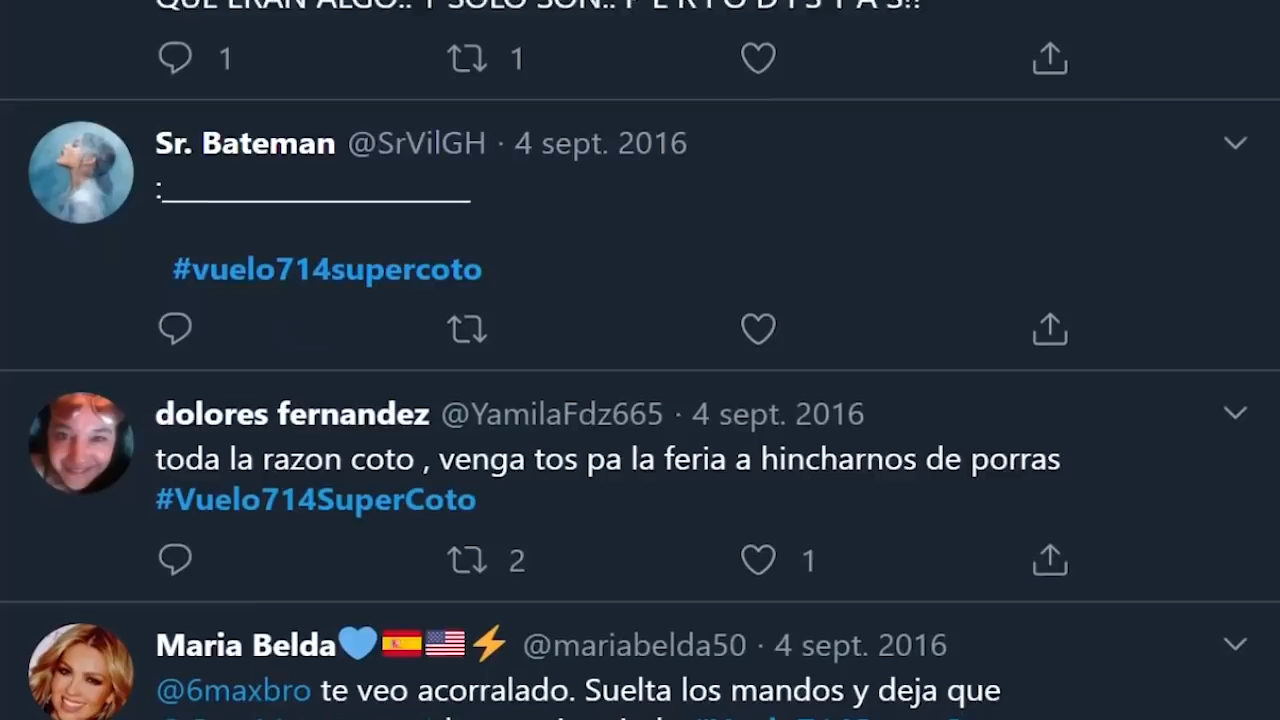 QUE ERAN ALGO.. Y SOLO SON.. P E R I O D I S T A S!!
1 1
Sr. Bateman @SrVilGH · 4 sept. 2016
:______________________
#vuelo714supercoto
dolores fernandez @YamilaFdz665 · 4 sept. 2016
toda la razon coto , venga tos pa la feria a hincharnos de porras
#Vuelo714SuperCoto
2 1
Maria Belda💙🇪🇸🇺🇸⚡ @mariabelda50 · 4 sept. 2016
@6maxbro te veo acorralado. Suelta los mandos y deja que